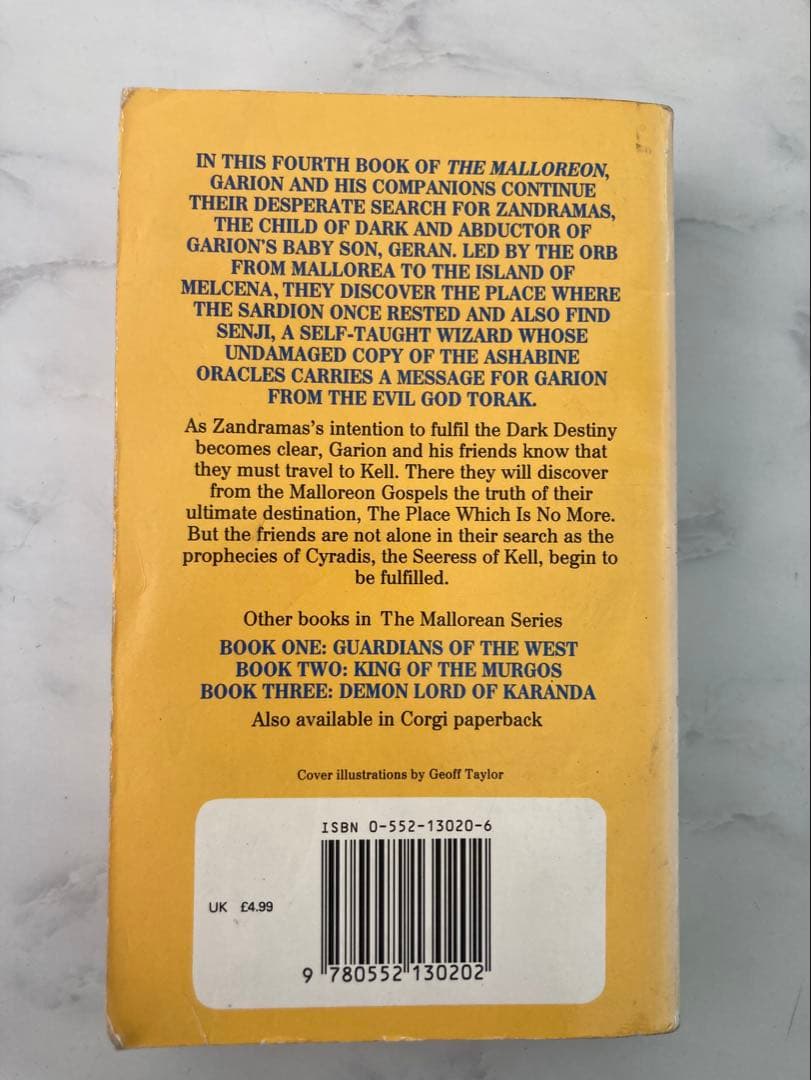 IN THIS FOURTH BOOK OF THE MALLOREON,
GARION AND HIS COMPANIONS CONTINUE
THEIR DESPERATE SEARCH FOR ZANDRAMAS,
THE CHILD OF DARK AND ABDUCTOR OF
GARION'S BABY SON, GERAN. LED BY THE ORB
FROM MALLOREA TO THE ISLAND OF
MELCENA, THEY DISCOVER THE PLACE WHERE
THE SARDION ONCE RESTED AND ALSO FIND
SENJI, A SELF-TAUGHT WIZARD WHOSE
UNDAMAGED COPY OF THE ASHABINE
ORACLES CARRIES A MESSAGE FOR GARION
FROM THE EVIL GOD TORAK.
As Zandramas's intention to fulfil the Dark Destiny
becomes clear, Garion and his friends know that
they must travel to Kell. There they will discover
from the Malloreon Gospels the truth of their
ultimate destination, The Place Which Is No More.
But the friends are not alone in their search as the
prophecies of Cyradis, the Seeress of Kell, begin to
be fulfilled.
Other books in The Mallorean Series
BOOK ONE: GUARDIANS OF THE WEST
BOOK TWO: KING OF THE MURGOS
BOOK THREE: DEMON LORD OF KARANDA
Also available in Corgi paperback
Cover illustrations by Geoff Taylor
ISBN 0-552-13020-6
UK £4.99
9 780552 130202